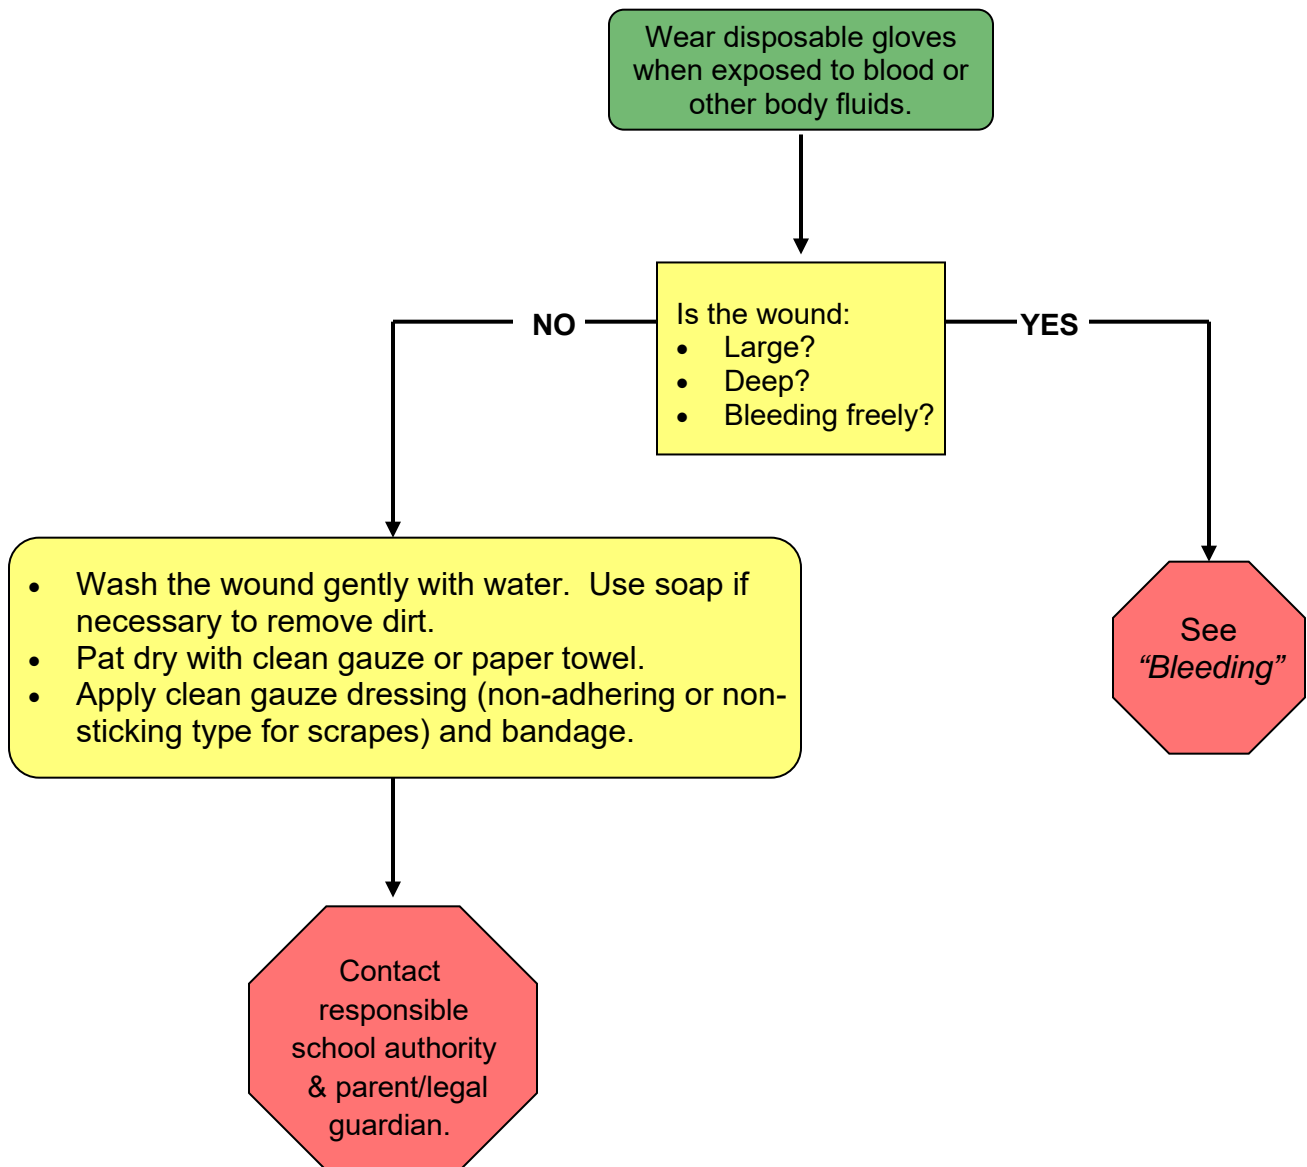 Wear disposable gloves
when exposed to blood or
other body fluids.
NO
YES
Is the wound:
• Large?
• Deep?
• Bleeding freely?
• Wash the wound gently with water.  Use soap if
necessary to remove dirt.
• Pat dry with clean gauze or paper towel.
• Apply clean gauze dressing (non-adhering or non-
sticking type for scrapes) and bandage.
See
“Bleeding”
Contact
responsible
school authority
& parent/legal
guardian.